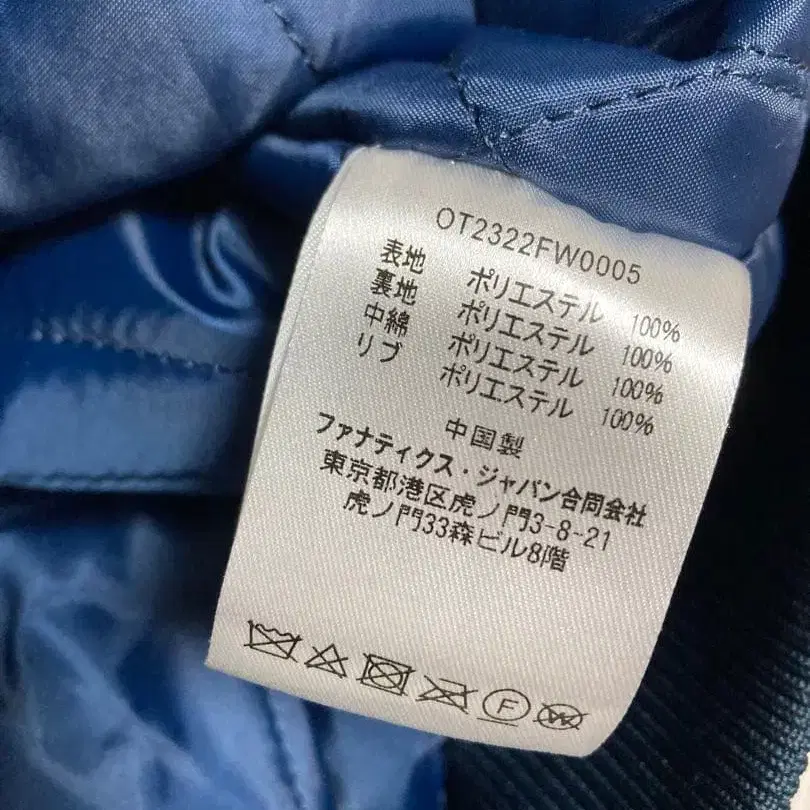 OT2322FW0005
表地 ポリエステル 100%
裏地 ポリエステル 100%
中綿 ポリエステル 100%
リブ ポリエステル 100%
中国製
ファナティクス・ジャパン合同会社
東京都港区虎ノ門3-8-21
虎ノ門33森ビル8階
F W